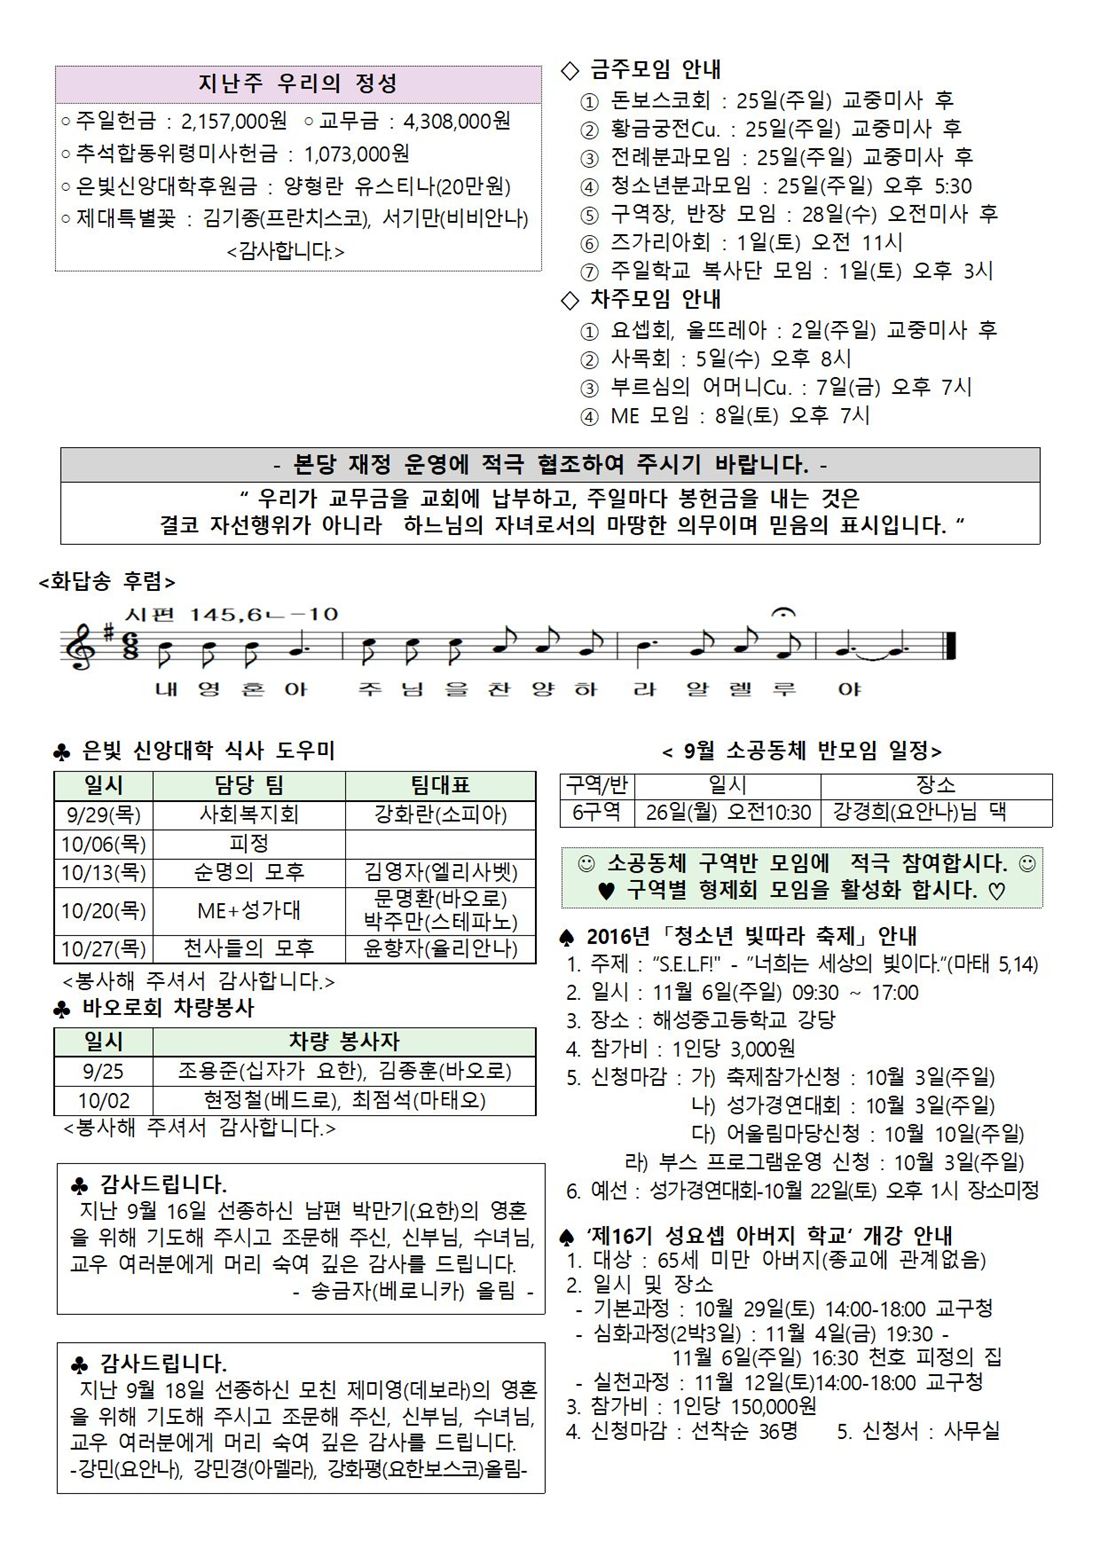 지난주 우리의 정성
○ 주일헌금 : 2,157,000원 ○ 교무금 : 4,308,000원
○ 추석합동위령미사헌금 : 1,073,000원
○ 은빛신앙대학후원금 : 양형란 유스티나(20만원)
○ 제대특별꽃 : 김기종(프란치스코), 서기만(비비안나)
<감사합니다.>
◇ 금주모임 안내
① 돈보스코회 : 25일(주일) 교중미사 후
② 황금궁전Cu. : 25일(주일) 교중미사 후
③ 전례분과모임 : 25일(주일) 교중미사 후
④ 청소년분과모임 : 25일(주일) 오후 5:30
⑤ 구역장, 반장 모임 : 28일(수) 오전미사 후
⑥ 즈가리아회 : 1일(토) 오전 11시
⑦ 주일학교 복사단 모임 : 1일(토) 오후 3시
◇ 차주모임 안내
① 요셉회, 울뜨레아 : 2일(주일) 교중미사 후
② 사목회 : 5일(수) 오후 8시
③ 부르심의 어머니Cu. : 7일(금) 오후 7시
④ ME 모임 : 8일(토) 오후 7시
- 본당 재정 운영에 적극 협조하여 주시기 바랍니다. -
“ 우리가 교무금을 교회에 납부하고, 주일마다 봉헌금을 내는 것은
결코 자선행위가 아니라 하느님의 자녀로서의 마땅한 의무이며 믿음의 표시입니다. “
<화답송 후렴>
시편 145,6ㄴ-10
내 영 혼 아 주 님 을 찬 양 하 라 알 렐 루 야
♣ 은빛 신앙대학 식사 도우미
일시 담당 팀 팀대표
9/29(목) 사회복지회 강화란(소피아)
10/06(목) 피정
10/13(목) 순명의 모후 김영자(엘리사벳)
10/20(목) ME+성가대 문명환(바오로)
박주만(스테파노)
10/27(목) 천사들의 모후 윤향자(율리안나)
<봉사해 주셔서 감사합니다.>
♣ 바오로회 차량봉사
일시 차량 봉사자
9/25 조용준(십자가 요한), 김종훈(바오로)
10/02 현정철(베드로), 최점석(마태오)
<봉사해 주셔서 감사합니다.>
♣ 감사드립니다.
지난 9월 16일 선종하신 남편 박만기(요한)의 영혼
을 위해 기도해 주시고 조문해 주신, 신부님, 수녀님,
교우 여러분에게 머리 숙여 깊은 감사를 드립니다.
- 송금자(베로니카) 올림 -
♣ 감사드립니다.
지난 9월 18일 선종하신 모친 제미영(데보라)의 영혼
을 위해 기도해 주시고 조문해 주신, 신부님, 수녀님,
교우 여러분에게 머리 숙여 깊은 감사를 드립니다.
-강민(요안나), 강민경(아델라), 강화평(요한보스코)올림-
< 9월 소공동체 반모임 일정>
구역/반 일시 장소
6구역 26일(월) 오전10:30 강경희(요안나)님 댁
☺ 소공동체 구역반 모임에 적극 참여합시다. ☺
♥ 구역별 형제회 모임을 활성화 합시다. ♡
♠ 2016년 「청소년 빛따라 축제」 안내
1. 주제 : “S.E.L.F!" - ”너희는 세상의 빛이다.“(마태 5,14)
2. 일시 : 11월 6일(주일) 09:30 ~ 17:00
3. 장소 : 해성중고등학교 강당
4. 참가비 : 1인당 3,000원
5. 신청마감 : 가) 축제참가신청 : 10월 3일(주일)
나) 성가경연대회 : 10월 3일(주일)
다) 어울림마당신청 : 10월 10일(주일)
라) 부스 프로그램운영 신청 : 10월 3일(주일)
6. 예선 : 성가경연대회-10월 22일(토) 오후 1시 장소미정
♠ ‘제16기 성요셉 아버지 학교‘ 개강 안내
1. 대상 : 65세 미만 아버지(종교에 관계없음)
2. 일시 및 장소
- 기본과정 : 10월 29일(토) 14:00-18:00 교구청
- 심화과정(2박3일) : 11월 4일(금) 19:30 -
11월 6일(주일) 16:30 천호 피정의 집
- 실천과정 : 11월 12일(토)14:00-18:00 교구청
3. 참가비 : 1인당 150,000원
4. 신청마감 : 선착순 36명 5. 신청서 : 사무실